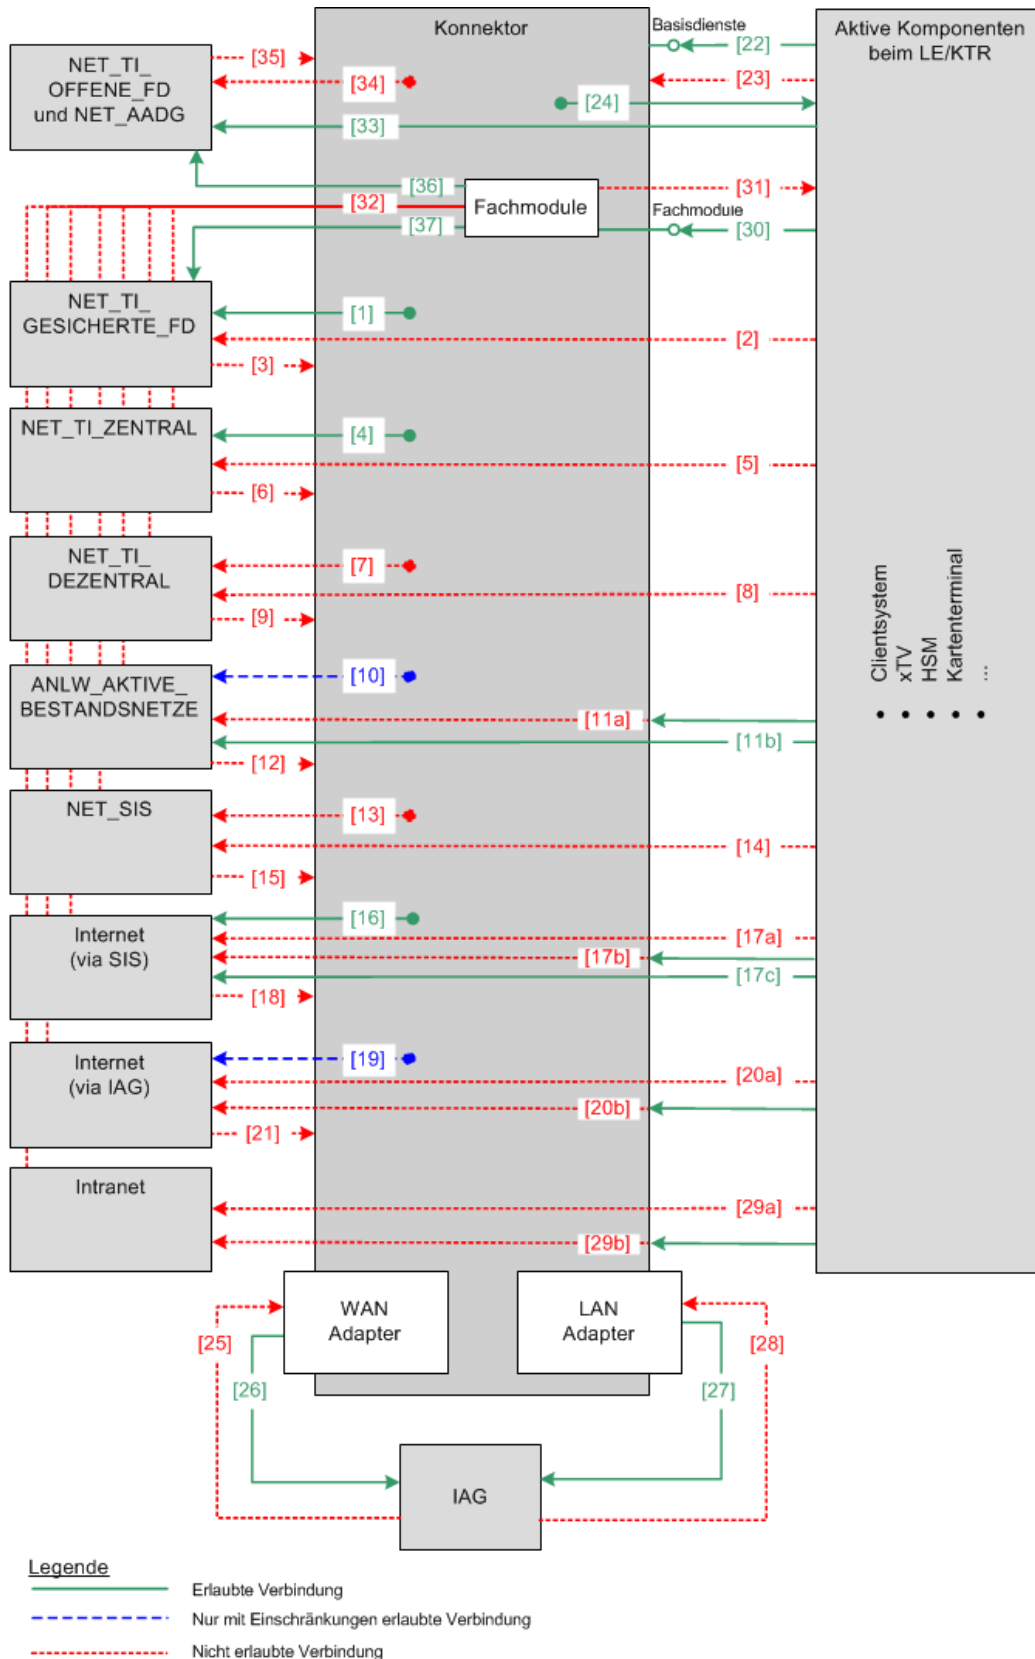 Konnektor
Basisdienste
Aktive Komponenten
beim LE/KTR
NET_TI_
OFFENE_FD
und NET_AADG
[35]
[34]
[33]
[22]
[23]
[24]
[36]
[32]
[37]
Fachmodule
[31]
Fachmodule
[30]
NET_TI_
GESICHERTE_FD
[1]
[2]
[3]
NET_TI_ZENTRAL
[4]
[5]
[6]
NET_TI_
DEZENTRAL
[7]
[8]
[9]
Clientsystem
xTV
HSM
Kartenterminal
...
ANLW_AKTIVE_
BESTANDSNETZE
[10]
[11a]
[11b]
[12]
NET_SIS
[13]
[14]
[15]
Internet
(via SIS)
[16]
[17a]
[17b]
[17c]
[18]
Internet
(via IAG)
[19]
[20a]
[20b]
[21]
Intranet
[29a]
[29b]
WAN
Adapter
LAN
Adapter
[25]
[26]
[27]
[28]
IAG
Legende
Erlaubte Verbindung
Nur mit Einschränkungen erlaubte Verbindung
Nicht erlaubte Verbindung